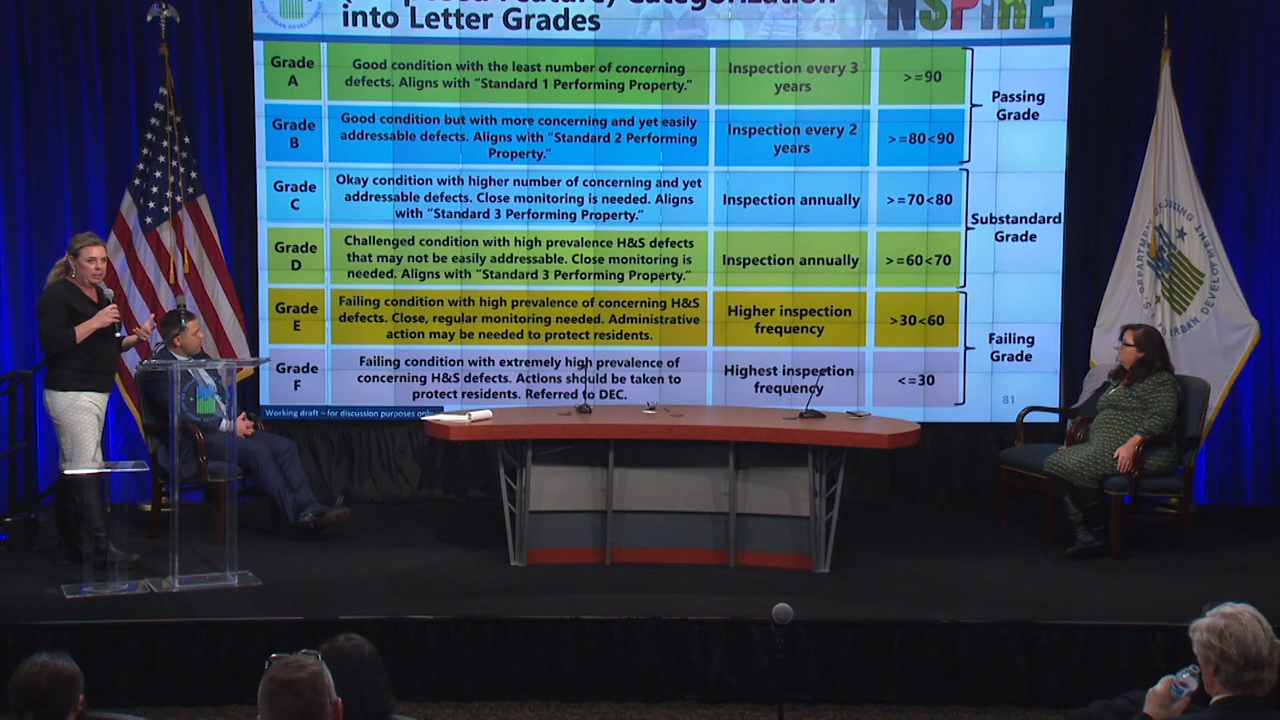 into Letter Grades
NSPIRE
AND URBAN DEVELOPMENT
Grade
A
Good condition with the least number of concerning
defects. Aligns with “Standard 1 Performing Property.”
Inspection every 3
years
>=90
Passing
Grade
Grade
B
Good condition but with more concerning and yet easily
addressable defects. Aligns with “Standard 2 Performing
Property.”
Inspection every 2
years
>=80<90
Grade
C
Okay condition with higher number of concerning and yet
addressable defects. Close monitoring is needed. Aligns
with “Standard 3 Performing Property.”
Inspection annually
>=70<80
Substandard
Grade
Grade
D
Challenged condition with high prevalence H&S defects
that may not be easily addressable. Close monitoring is
needed. Aligns with “Standard 3 Performing Property.”
Inspection annually
>=60<70
Grade
E
Failing condition with high prevalence of concerning H&S
defects. Close, regular monitoring needed. Administrative
action may be needed to protect residents.
Higher inspection
frequency
>30<60
Failing
Grade
Grade
F
Failing condition with extremely high prevalence of
concerning H&S defects. Actions should be taken to
protect residents. Referred to DEC.
Highest inspection
frequency
<=30
Working draft – for discussion purposes only
81